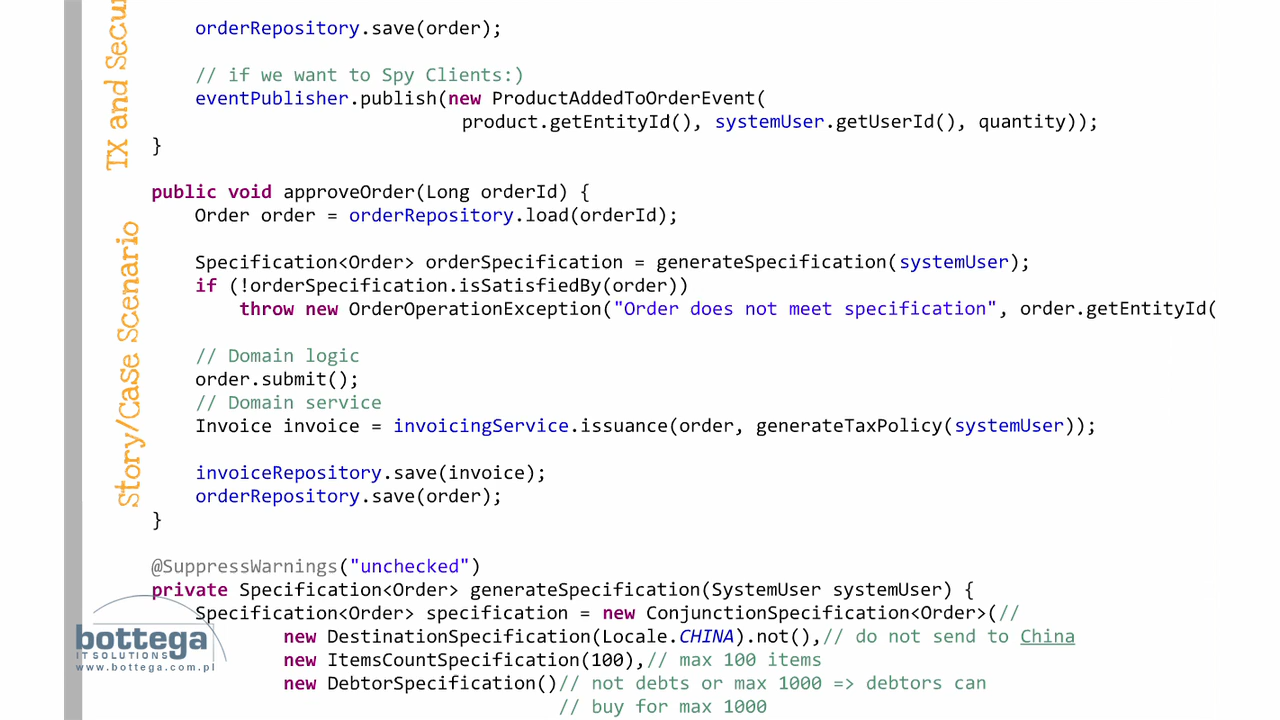 TX and Secur
Story/Case Scenario
orderRepository.save(order);
// if we want to Spy Clients:)
eventPublisher.publish(new ProductAddedToOrderEvent(
product.getEntityId(), systemUser.getUserId(), quantity));
}
public void approveOrder(Long orderId) {
Order order = orderRepository.load(orderId);
Specification<Order> orderSpecification = generateSpecification(systemUser);
if (!orderSpecification.isSatisfiedBy(order))
throw new OrderOperationException("Order does not meet specification", order.getEntityId(
// Domain logic
order.submit();
// Domain service
Invoice invoice = invoicingService.issuance(order, generateTaxPolicy(systemUser));
invoiceRepository.save(invoice);
orderRepository.save(order);
}
@SuppressWarnings("unchecked")
private Specification<Order> generateSpecification(SystemUser systemUser) {
Specification<Order> specification = new ConjunctionSpecification<Order>(//
new DestinationSpecification(Locale.CHINA).not(),// do not send to China
new ItemsCountSpecification(100),// max 100 items
new DebtorSpecification()// not debts or max 1000 => debtors can
// buy for max 1000
bottega
IT SOLUTIONS
www.bottega.com.pl